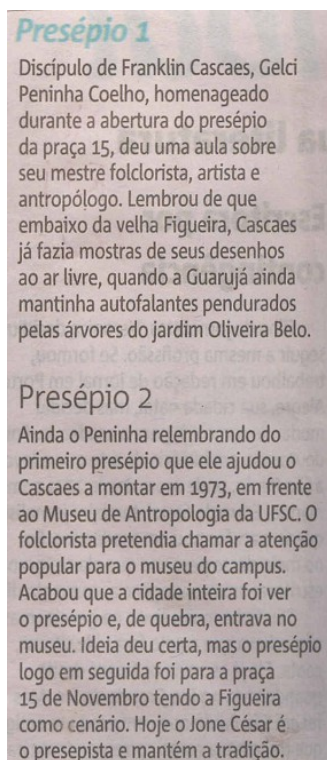 Presépio 1
Discípulo de Franklin Cascaes, Gelci
Peninha Coelho, homenageado
durante a abertura do presépio
da praça 15, deu uma aula sobre
seu mestre folclorista, artista e
antropólogo. Lembrou de que
embaixo da velha Figueira, Cascaes
já fazia mostras de seus desenhos
ao ar livre, quando a Guarujá ainda
mantinha autofalantes pendurados
pelas árvores do jardim Oliveira Belo.
Presépio 2
Ainda o Peninha relembrando do
primeiro presépio que ele ajudou o
Cascaes a montar em 1973, em frente
ao Museu de Antropologia da UFSC. O
folclorista pretendia chamar a atenção
popular para o museu do campus.
Acabou que a cidade inteira foi ver
o presépio e, de quebra, entrava no
museu. Ideia deu certa, mas o presépio
logo em seguida foi para a praça
15 de Novembro tendo a Figueira
como cenário. Hoje o Jone César é
o presepista e mantém a tradição.